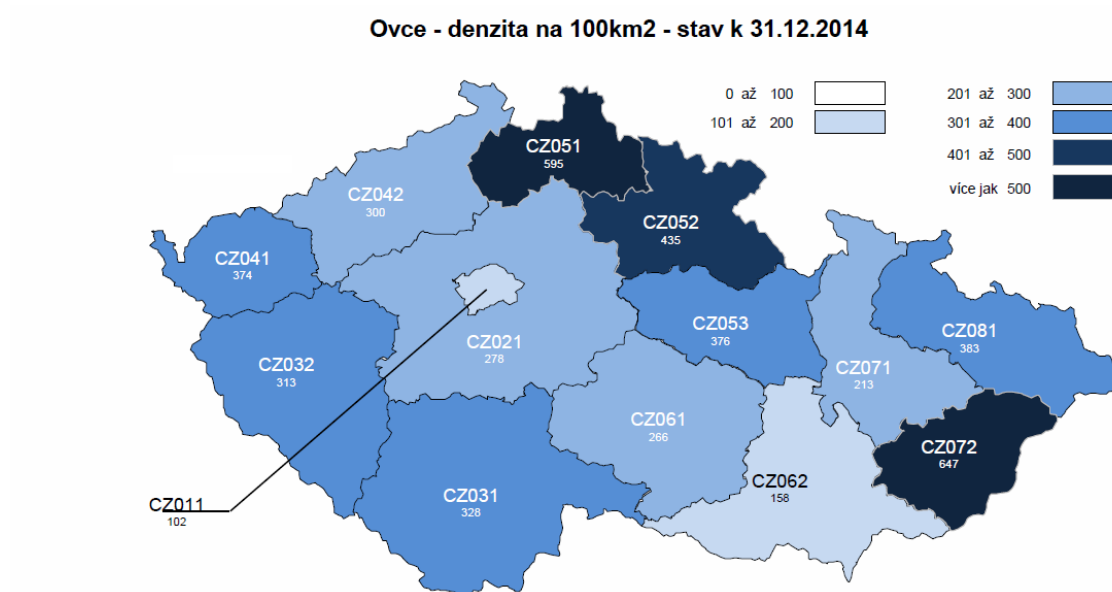 Ovce - denzita na 100km2 - stav k 31.12.2014
0 až 100
101 až 200
201 až 300
301 až 400
401 až 500
více jak 500
CZ051
595
CZ042
300
CZ052
435
CZ041
374
CZ053
376
CZ081
383
CZ021
278
CZ032
313
CZ071
213
CZ061
266
CZ072
647
CZ062
158
CZ031
328
CZ011
102